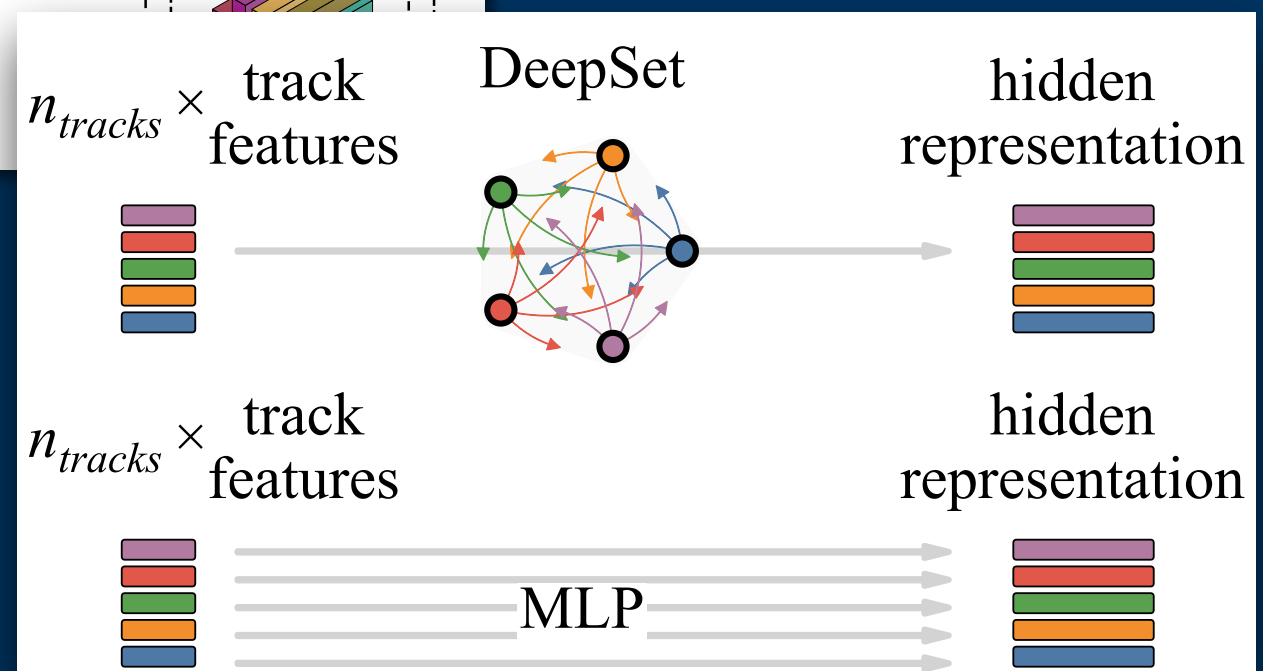 DeepSet
n_tracks × track features
hidden representation
n_tracks × track features
hidden representation
MLP